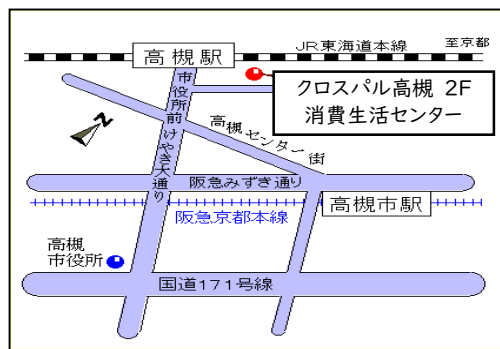 JR東海道本線
至京都
高槻駅
クロスパル高槻 2F
消費生活センター
市役所前けやき大通り
高槻センター街
N
阪急みずき通り
高槻市駅
阪急京都本線
高槻
市役所
国道171号線